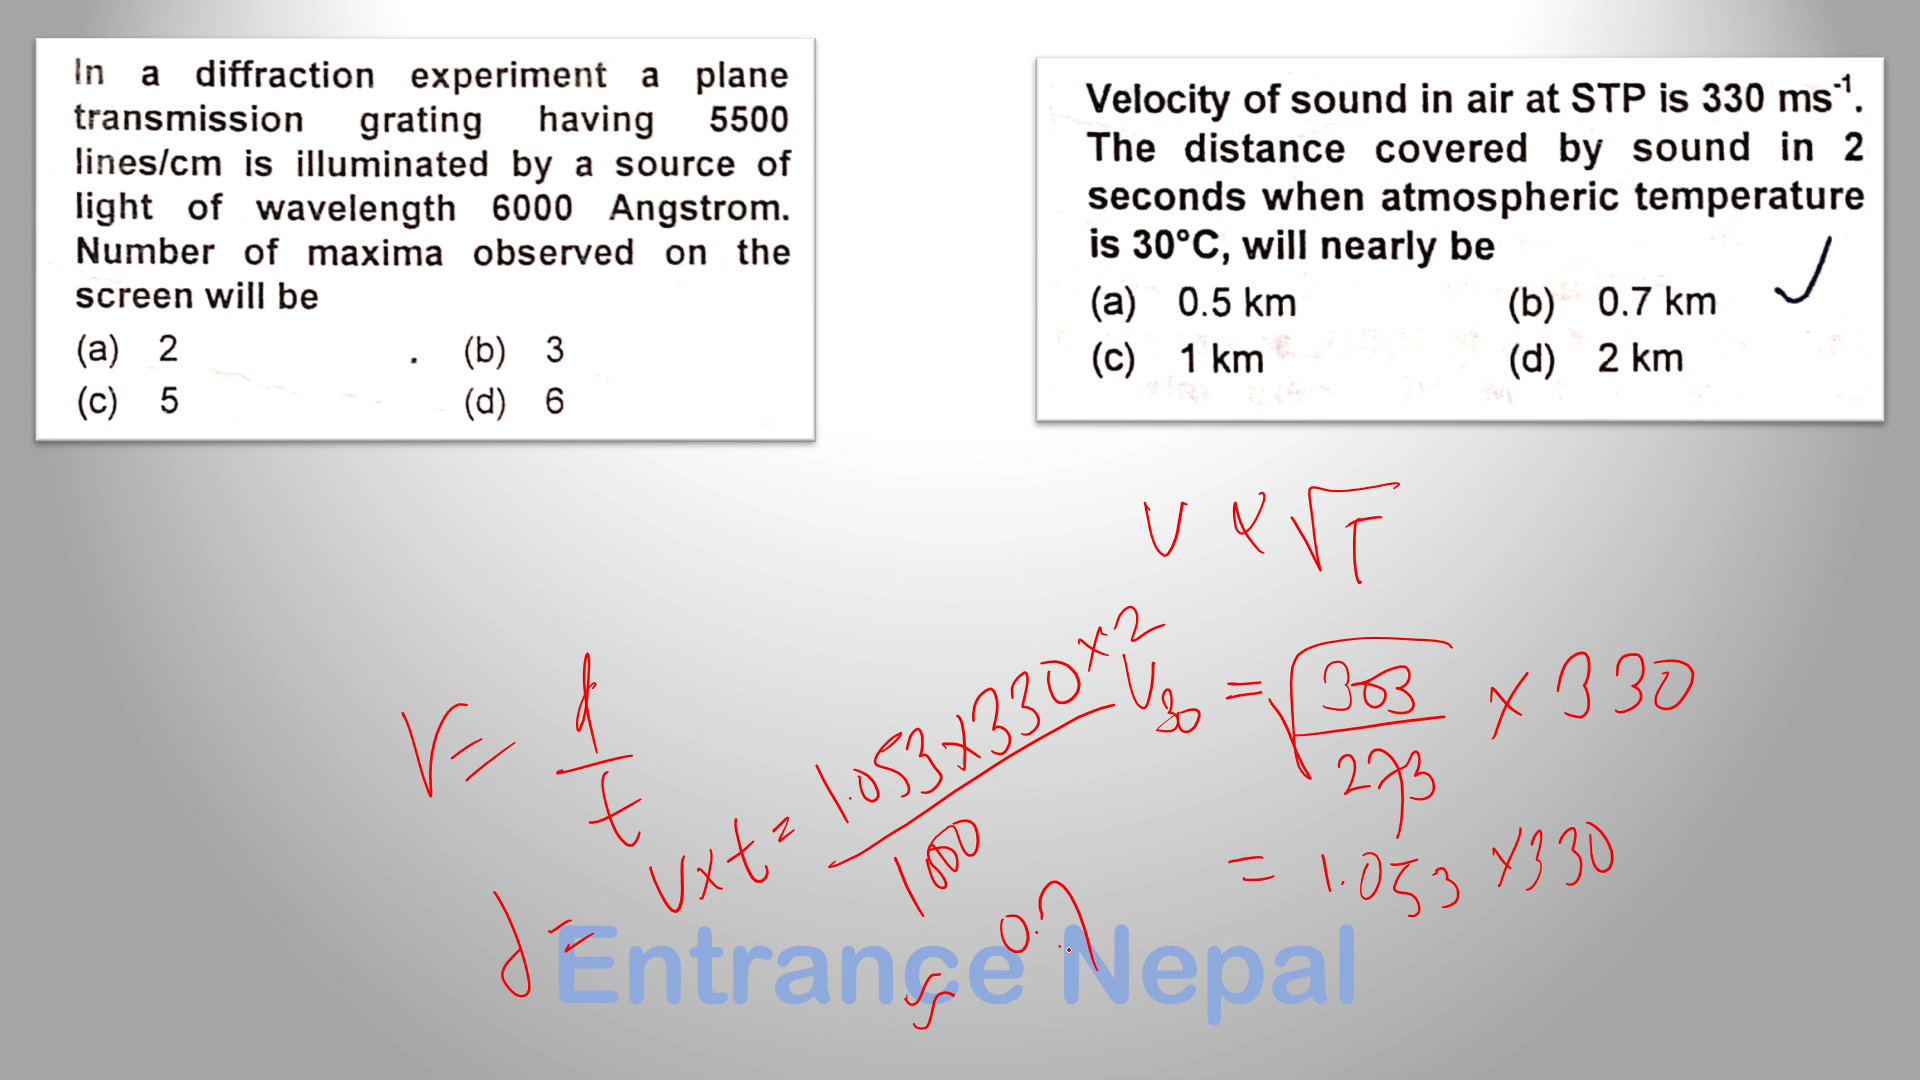 In a diffraction experiment a plane
transmission grating having 5500
lines/cm is illuminated by a source of
light of wavelength 6000 Angstrom.
Number of maxima observed on the
screen will be
(a) 2 (b) 3
(c) 5 (d) 6
Velocity of sound in air at STP is 330 ms⁻¹.
The distance covered by sound in 2
seconds when atmospheric temperature
is 30°C, will nearly be
(a) 0.5 km (b) 0.7 km ✓
(c) 1 km (d) 2 km
V ∝ √T
V₃₀ = √(303/273) × 330
= 1.053 × 330
V = d/t
d = v×t = 1.053×330×2/1000
≈ 0.7
Entrance Nepal